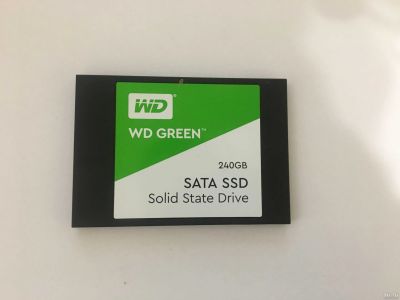 WD
WD GREEN™
240GB
SATA SSD
Solid State Drive